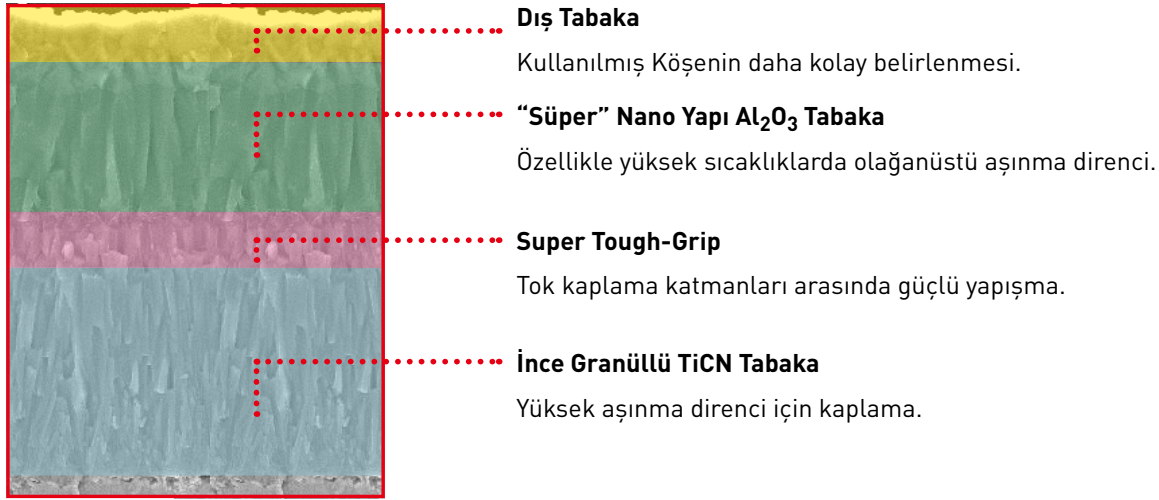 Dış Tabaka
Kullanılmış Köşenin daha kolay belirlenmesi.
“Süper” Nano Yapı Al₂O₃ Tabaka
Özellikle yüksek sıcaklıklarda olağanüstü aşınma direnci.
Super Tough-Grip
Tok kaplama katmanları arasında güçlü yapışma.
İnce Granüllü TiCN Tabaka
Yüksek aşınma direnci için kaplama.